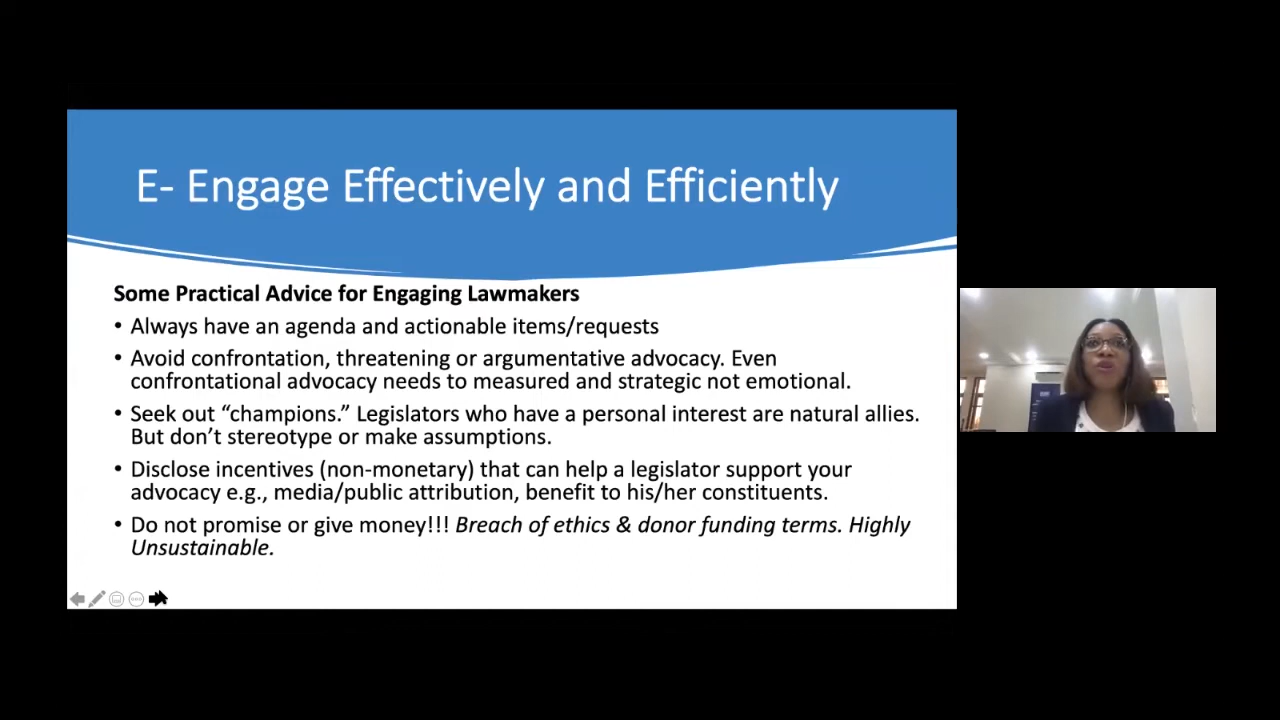 E- Engage Effectively and Efficiently
Some Practical Advice for Engaging Lawmakers
• Always have an agenda and actionable items/requests
• Avoid confrontation, threatening or argumentative advocacy. Even
confrontational advocacy needs to measured and strategic not emotional.
• Seek out “champions.” Legislators who have a personal interest are natural allies.
But don’t stereotype or make assumptions.
• Disclose incentives (non-monetary) that can help a legislator support your
advocacy e.g., media/public attribution, benefit to his/her constituents.
• Do not promise or give money!!! Breach of ethics & donor funding terms. Highly
Unsustainable.